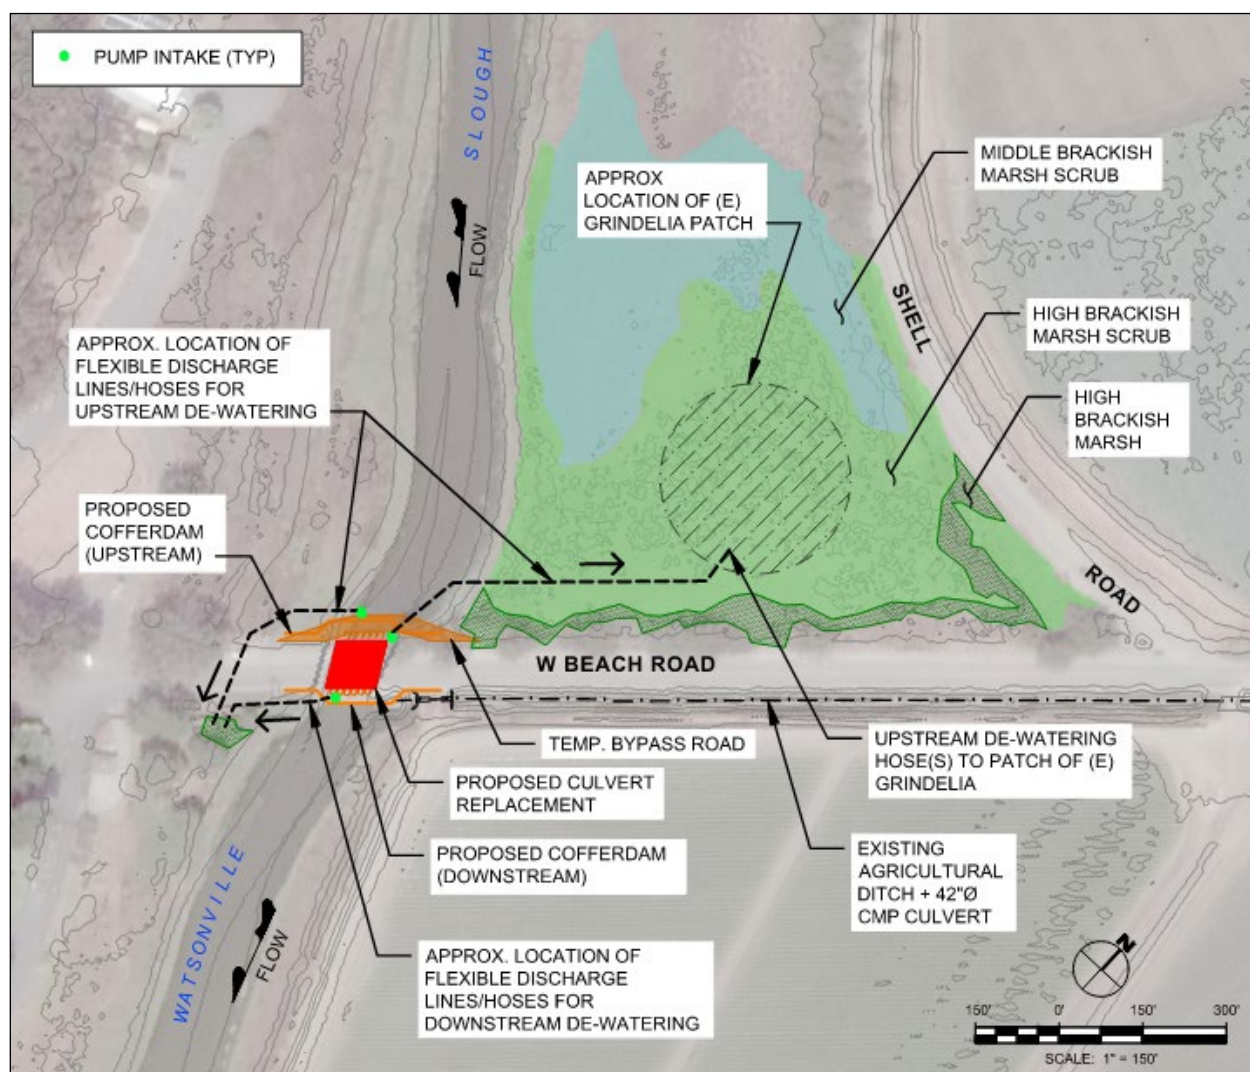 PUMP INTAKE (TYP)
SLOUGH
FLOW
APPROX
LOCATION OF (E)
GRINDELIA PATCH
MIDDLE BRACKISH
MARSH SCRUB
SHELL
HIGH BRACKISH
MARSH SCRUB
APPROX. LOCATION OF
FLEXIBLE DISCHARGE
LINES/HOSES FOR
UPSTREAM DE-WATERING
HIGH
BRACKISH
MARSH
PROPOSED
COFFERDAM
(UPSTREAM)
ROAD
W BEACH ROAD
TEMP. BYPASS ROAD
UPSTREAM DE-WATERING
HOSE(S) TO PATCH OF (E)
GRINDELIA
PROPOSED CULVERT
REPLACEMENT
PROPOSED COFFERDAM
(DOWNSTREAM)
EXISTING
AGRICULTURAL
DITCH + 42"Ø
CMP CULVERT
WATSONVILLE
FLOW
APPROX. LOCATION OF
FLEXIBLE DISCHARGE
LINES/HOSES FOR
DOWNSTREAM DE-WATERING
N
150' 0' 150' 300'
SCALE: 1" = 150'